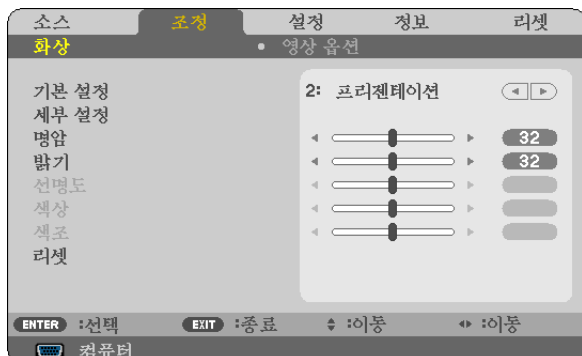 소스 조정 설정 정보 리셋
화상 • 영상 옵션
기본 설정 2: 프리젠테이션
세부 설정
명암 32
밝기 32
선명도
색상
색조
리셋
ENTER :선택 EXIT :종료 :이동 :이동
컴퓨터